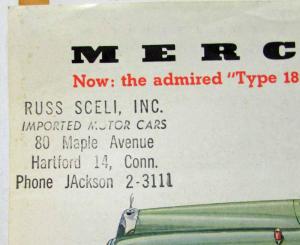 MERC
Now: the admired "Type 18
RUSS SCELI, INC.
IMPORTED MOTOR CARS
80 Maple Avenue
Hartford 14, Conn.
Phone JAckson 2-3111